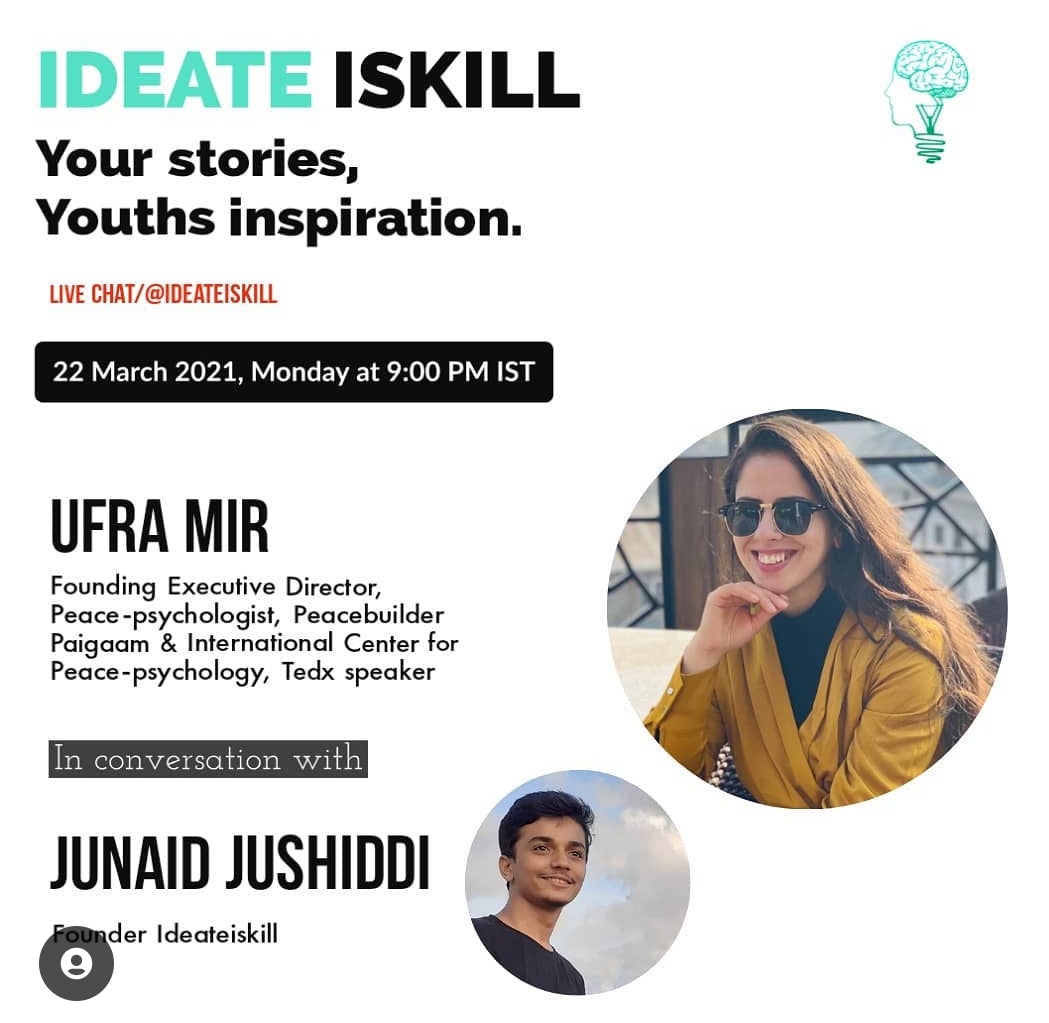 IDEATE ISKILL
Your stories,
Youths inspiration.
LIVE CHAT/@IDEATEISKILL
22 March 2021, Monday at 9:00 PM IST
UFRA MIR
Founding Executive Director,
Peace-psychologist, Peacebuilder
Paigaam & International Center for
Peace-psychology, Tedx speaker
In conversation with
JUNAID JUSHIDDI
Founder Ideateiskill